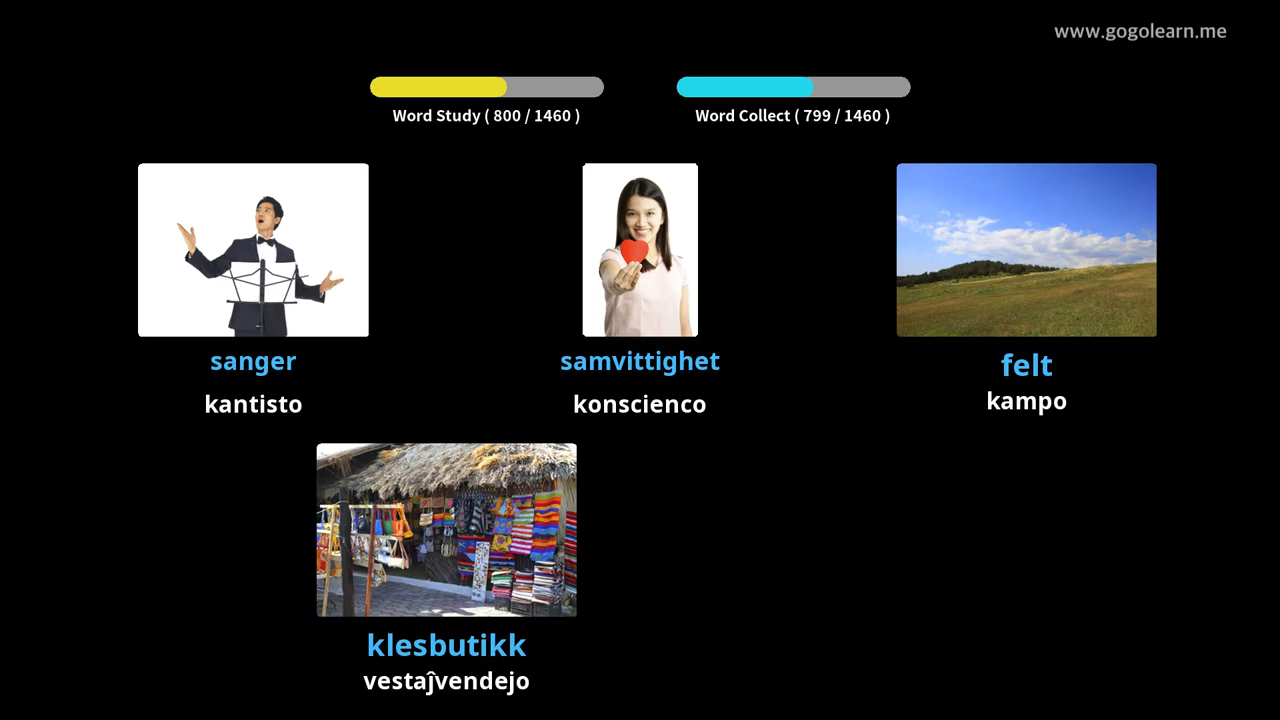 www.gogolearn.me
Word Study ( 800 / 1460 )
Word Collect ( 799 / 1460 )
sanger
kantisto
samvittighet
konscienco
felt
kampo
klesbutikk
vestaĵvendejo